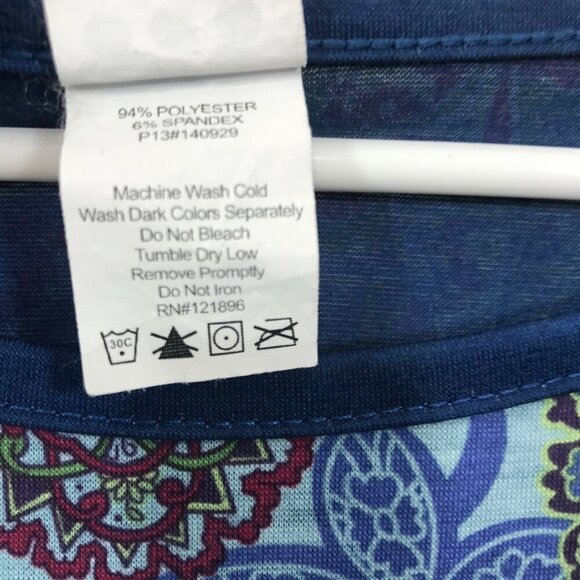 94% POLYESTER
6% SPANDEX
P13#140929
Machine Wash Cold
Wash Dark Colors Separately
Do Not Bleach
Tumble Dry Low
Remove Promptly
Do Not Iron
RN#121896
30C